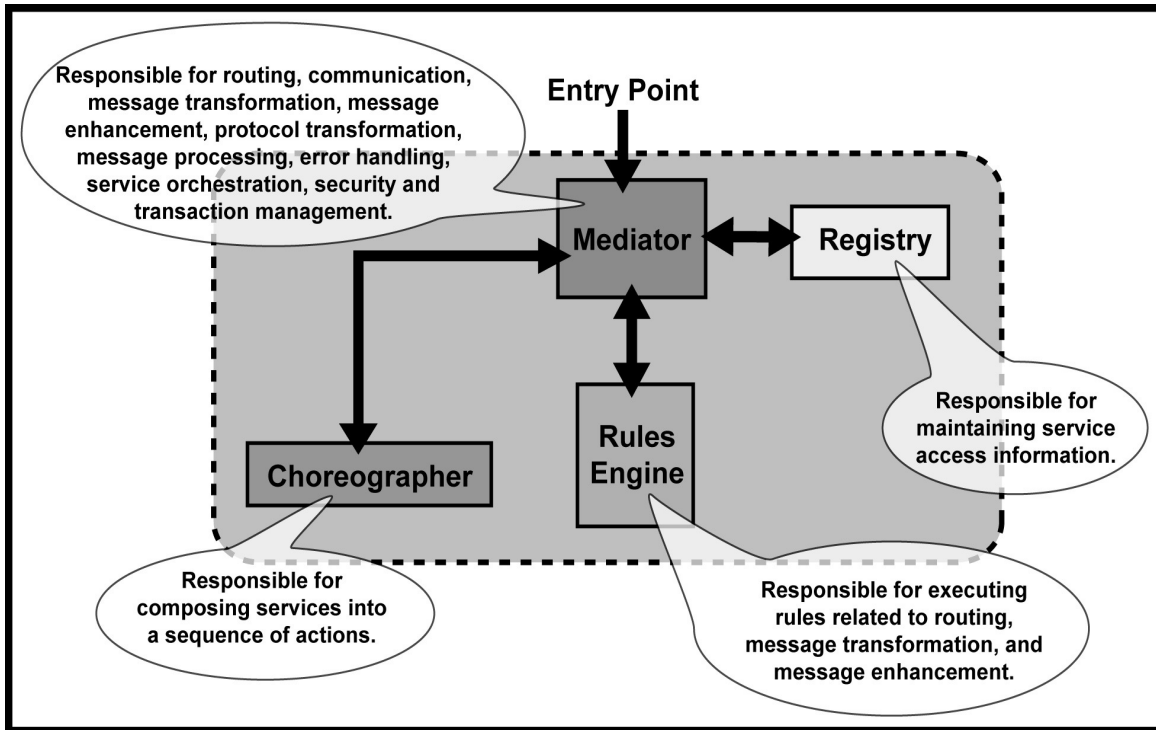 Responsible for routing, communication,
message transformation, message
enhancement, protocol transformation,
message processing, error handling,
service orchestration, security and
transaction management.
Entry Point
Mediator
Registry
Responsible for
maintaining service
access information.
Choreographer
Rules
Engine
Responsible for
composing services into
a sequence of actions.
Responsible for executing
rules related to routing,
message transformation, and
message enhancement.